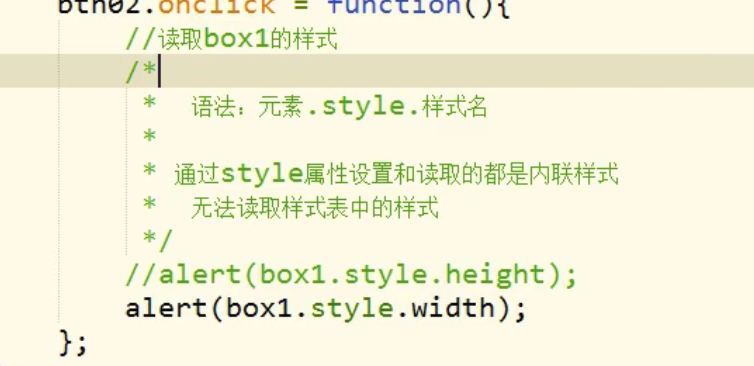 btn02.onclick = function(){
//读取box1的样式
/*
* 语法：元素.style.样式名
*
* 通过style属性设置和读取的都是内联样式
* 无法读取样式表中的样式
*/
//alert(box1.style.height);
alert(box1.style.width);
};